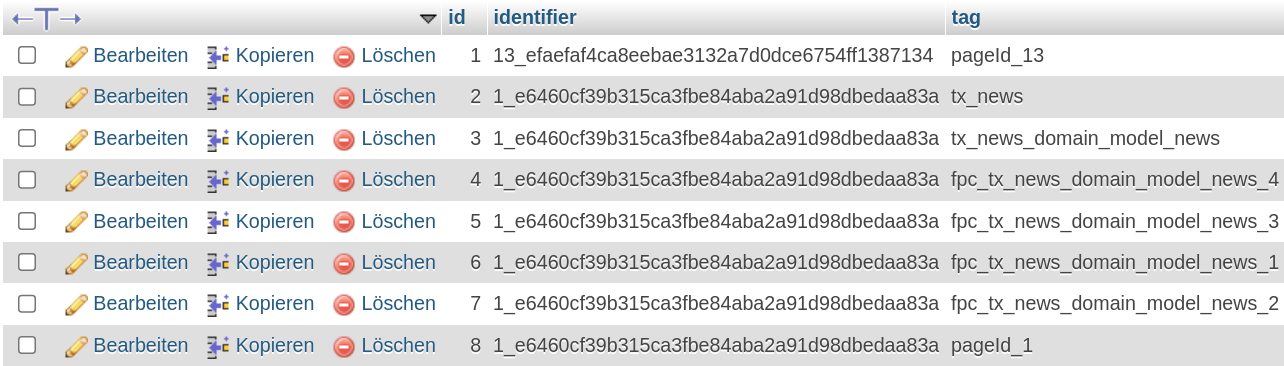 id identifier tag
Bearbeiten Kopieren Löschen 1 13_efaefaf4ca8eebae3132a7d0dce6754ff1387134 pageId_13
Bearbeiten Kopieren Löschen 2 1_e6460cf39b315ca3fbe84aba2a91d98dbedaa83a tx_news
Bearbeiten Kopieren Löschen 3 1_e6460cf39b315ca3fbe84aba2a91d98dbedaa83a tx_news_domain_model_news
Bearbeiten Kopieren Löschen 4 1_e6460cf39b315ca3fbe84aba2a91d98dbedaa83a fpc_tx_news_domain_model_news_4
Bearbeiten Kopieren Löschen 5 1_e6460cf39b315ca3fbe84aba2a91d98dbedaa83a fpc_tx_news_domain_model_news_3
Bearbeiten Kopieren Löschen 6 1_e6460cf39b315ca3fbe84aba2a91d98dbedaa83a fpc_tx_news_domain_model_news_1
Bearbeiten Kopieren Löschen 7 1_e6460cf39b315ca3fbe84aba2a91d98dbedaa83a fpc_tx_news_domain_model_news_2
Bearbeiten Kopieren Löschen 8 1_e6460cf39b315ca3fbe84aba2a91d98dbedaa83a pageId_1